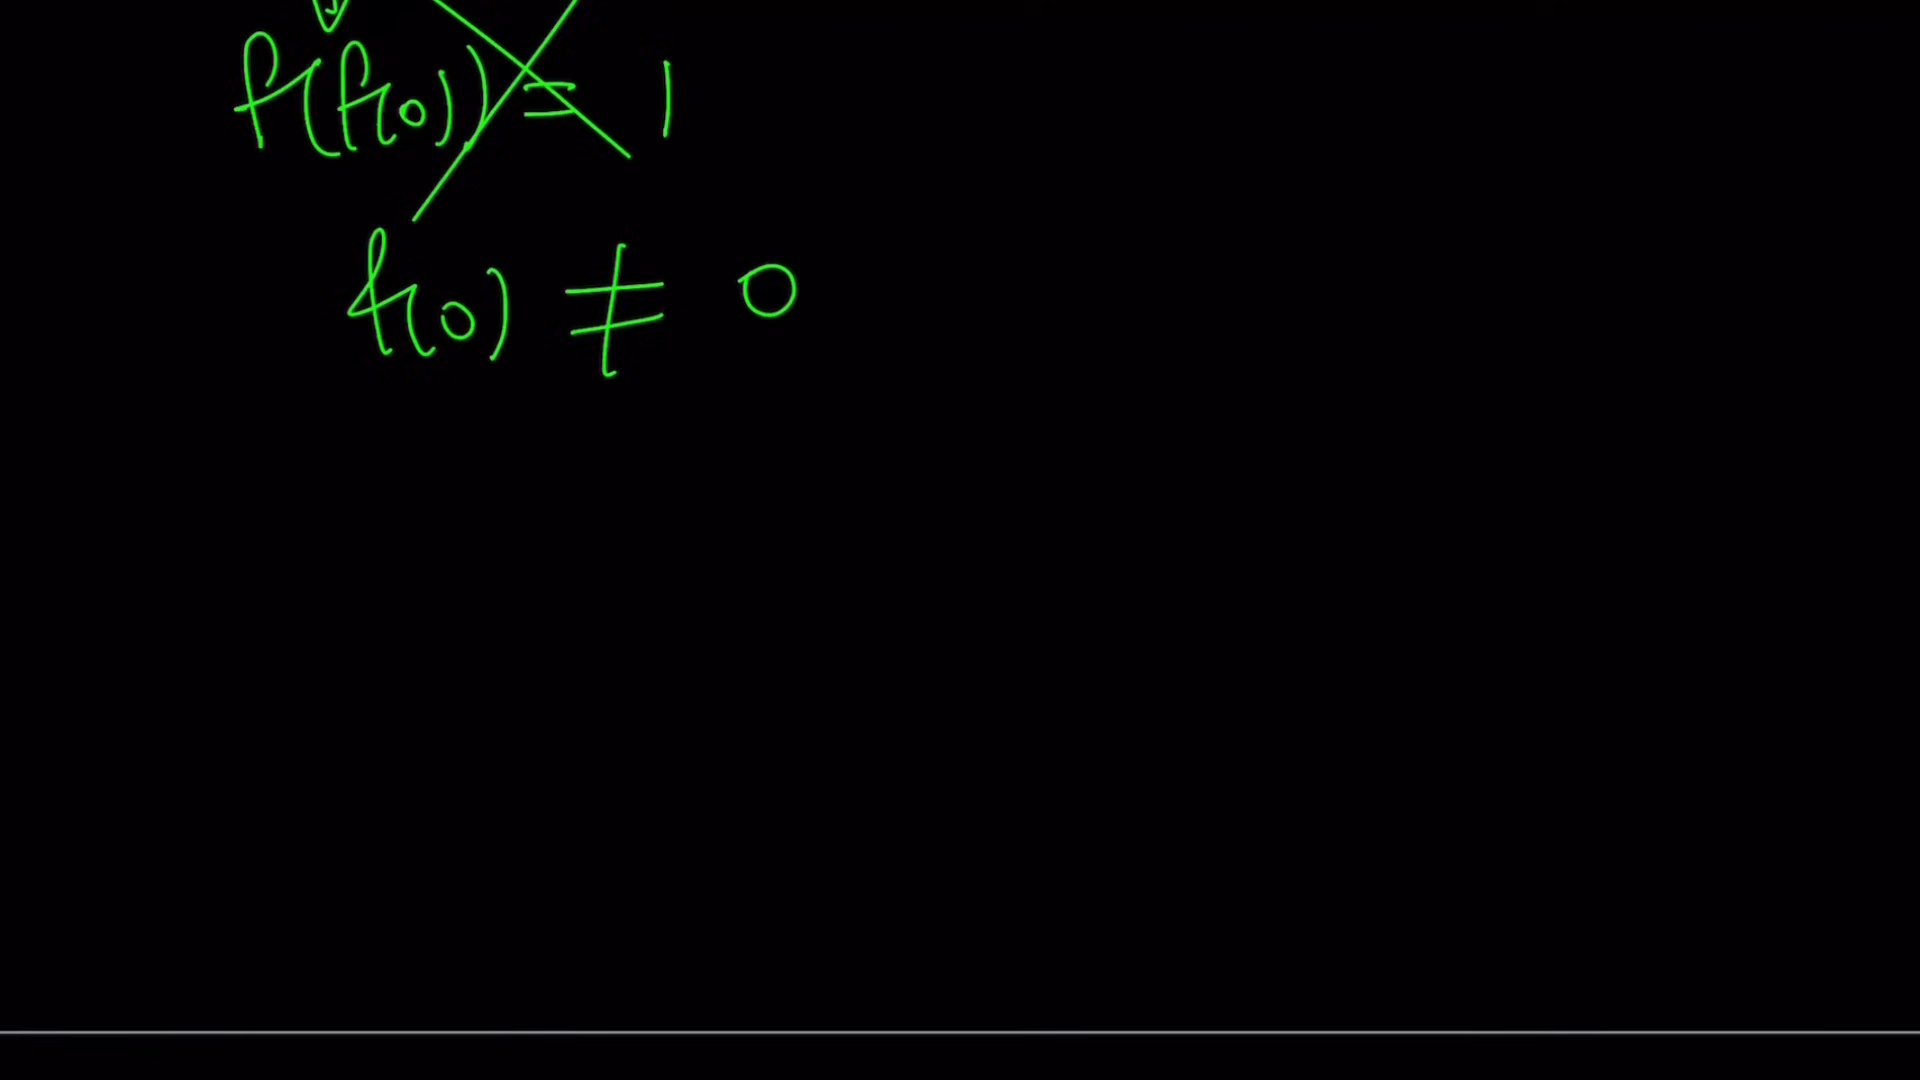 f(f(0)) = 1
f(0) ≠ 0